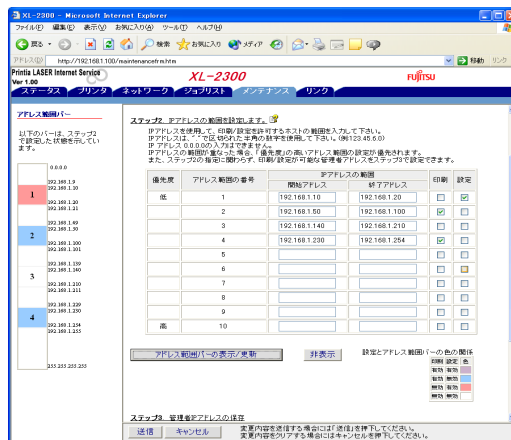 XL-2300 - Microsoft Internet Explorer
ファイル(F) 編集(E) 表示(V) お気に入り(A) ツール(T) ヘルプ(H)
戻る 検索 お気に入り メディア
アドレス(D) http://192.168.1.100/maintenancefrm.htm 移動 リンク
Printia LASER Internet Service
Ver 1.00
XL-2300
FUJITSU
ステータス プリンタ ネットワーク ジョブリスト メンテナンス リンク
アドレス範囲バー
以下のバーは、ステップ2
で設定した状態を示してい
ます。
0.0.0.0
192.168.1.9
192.168.1.10
1
192.168.1.20
192.168.1.21
192.168.1.49
192.168.1.50
2
192.168.1.100
192.168.1.101
192.168.1.139
192.168.1.140
3
192.168.1.210
192.168.1.211
192.168.1.229
192.168.1.230
4
192.168.1.254
192.168.1.255
255.255.255.255
ステップ2. IPアドレスの範囲を設定します。
IPアドレスを使用して、印刷/設定を許可するホストの範囲を入力して下さい。
IPアドレスは、"."で区切られた半角の数字を使用して下さい。(例123.45.6.0)
IPアドレス 0.0.0.0の入力はできません。
IPアドレスの範囲が重なった場合、「優先度」の高いアドレス範囲の設定が優先されます。
また、ステップ2の指定に関わらず、印刷/設定が可能な管理者アドレスをステップ3で設定できます。
優先度 アドレス範囲の番号 IPアドレスの範囲 印刷 設定
開始アドレス 終了アドレス
低 1 192.168.1.10 192.168.1.20
2 192.168.1.50 192.168.1.100
3 192.168.1.140 192.168.1.210
4 192.168.1.230 192.168.1.254
5
6
7
8
9
高 10
アドレス範囲バーの表示/更新 非表示
設定とアドレス範囲バーの色の関係
印刷 設定 色
有効 有効
有効 無効
無効 有効
無効 無効
ステップ3. 管理者IPアドレスの保存
送信 キャンセル
変更内容を送信する場合には「送信」を押下してください。
変更内容をクリアする場合にはキャンセルを押下してください。